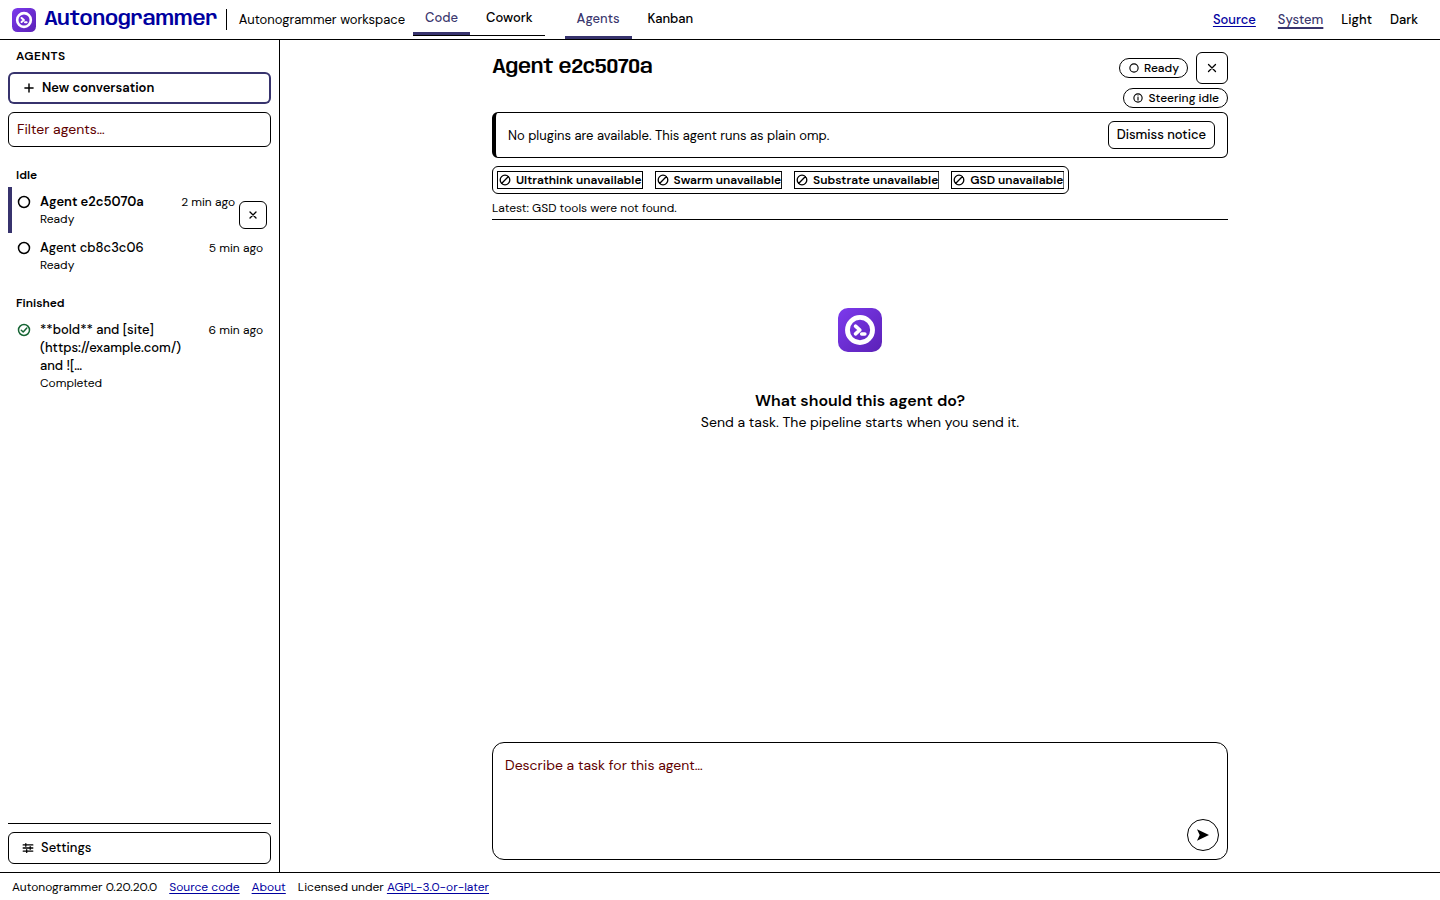 Autonogrammer
Autonogrammer workspace
Code
Cowork
Agents
Kanban
Source
System
Light
Dark
AGENTS
New conversation
Filter agents…
Idle
Agent e2c5070a
2 min ago
Ready
Agent cb8c3c06
5 min ago
Ready
Finished
**bold** and [site]
(https://example.com/)
and ![…
6 min ago
Completed
Settings
Agent e2c5070a
Ready
Steering idle
No plugins are available. This agent runs as plain omp.
Dismiss notice
Ultrathink unavailable
Swarm unavailable
Substrate unavailable
GSD unavailable
Latest: GSD tools were not found.
What should this agent do?
Send a task. The pipeline starts when you send it.
Describe a task for this agent…
Autonogrammer 0.20.20.0
Source code
About
Licensed under AGPL-3.0-or-later